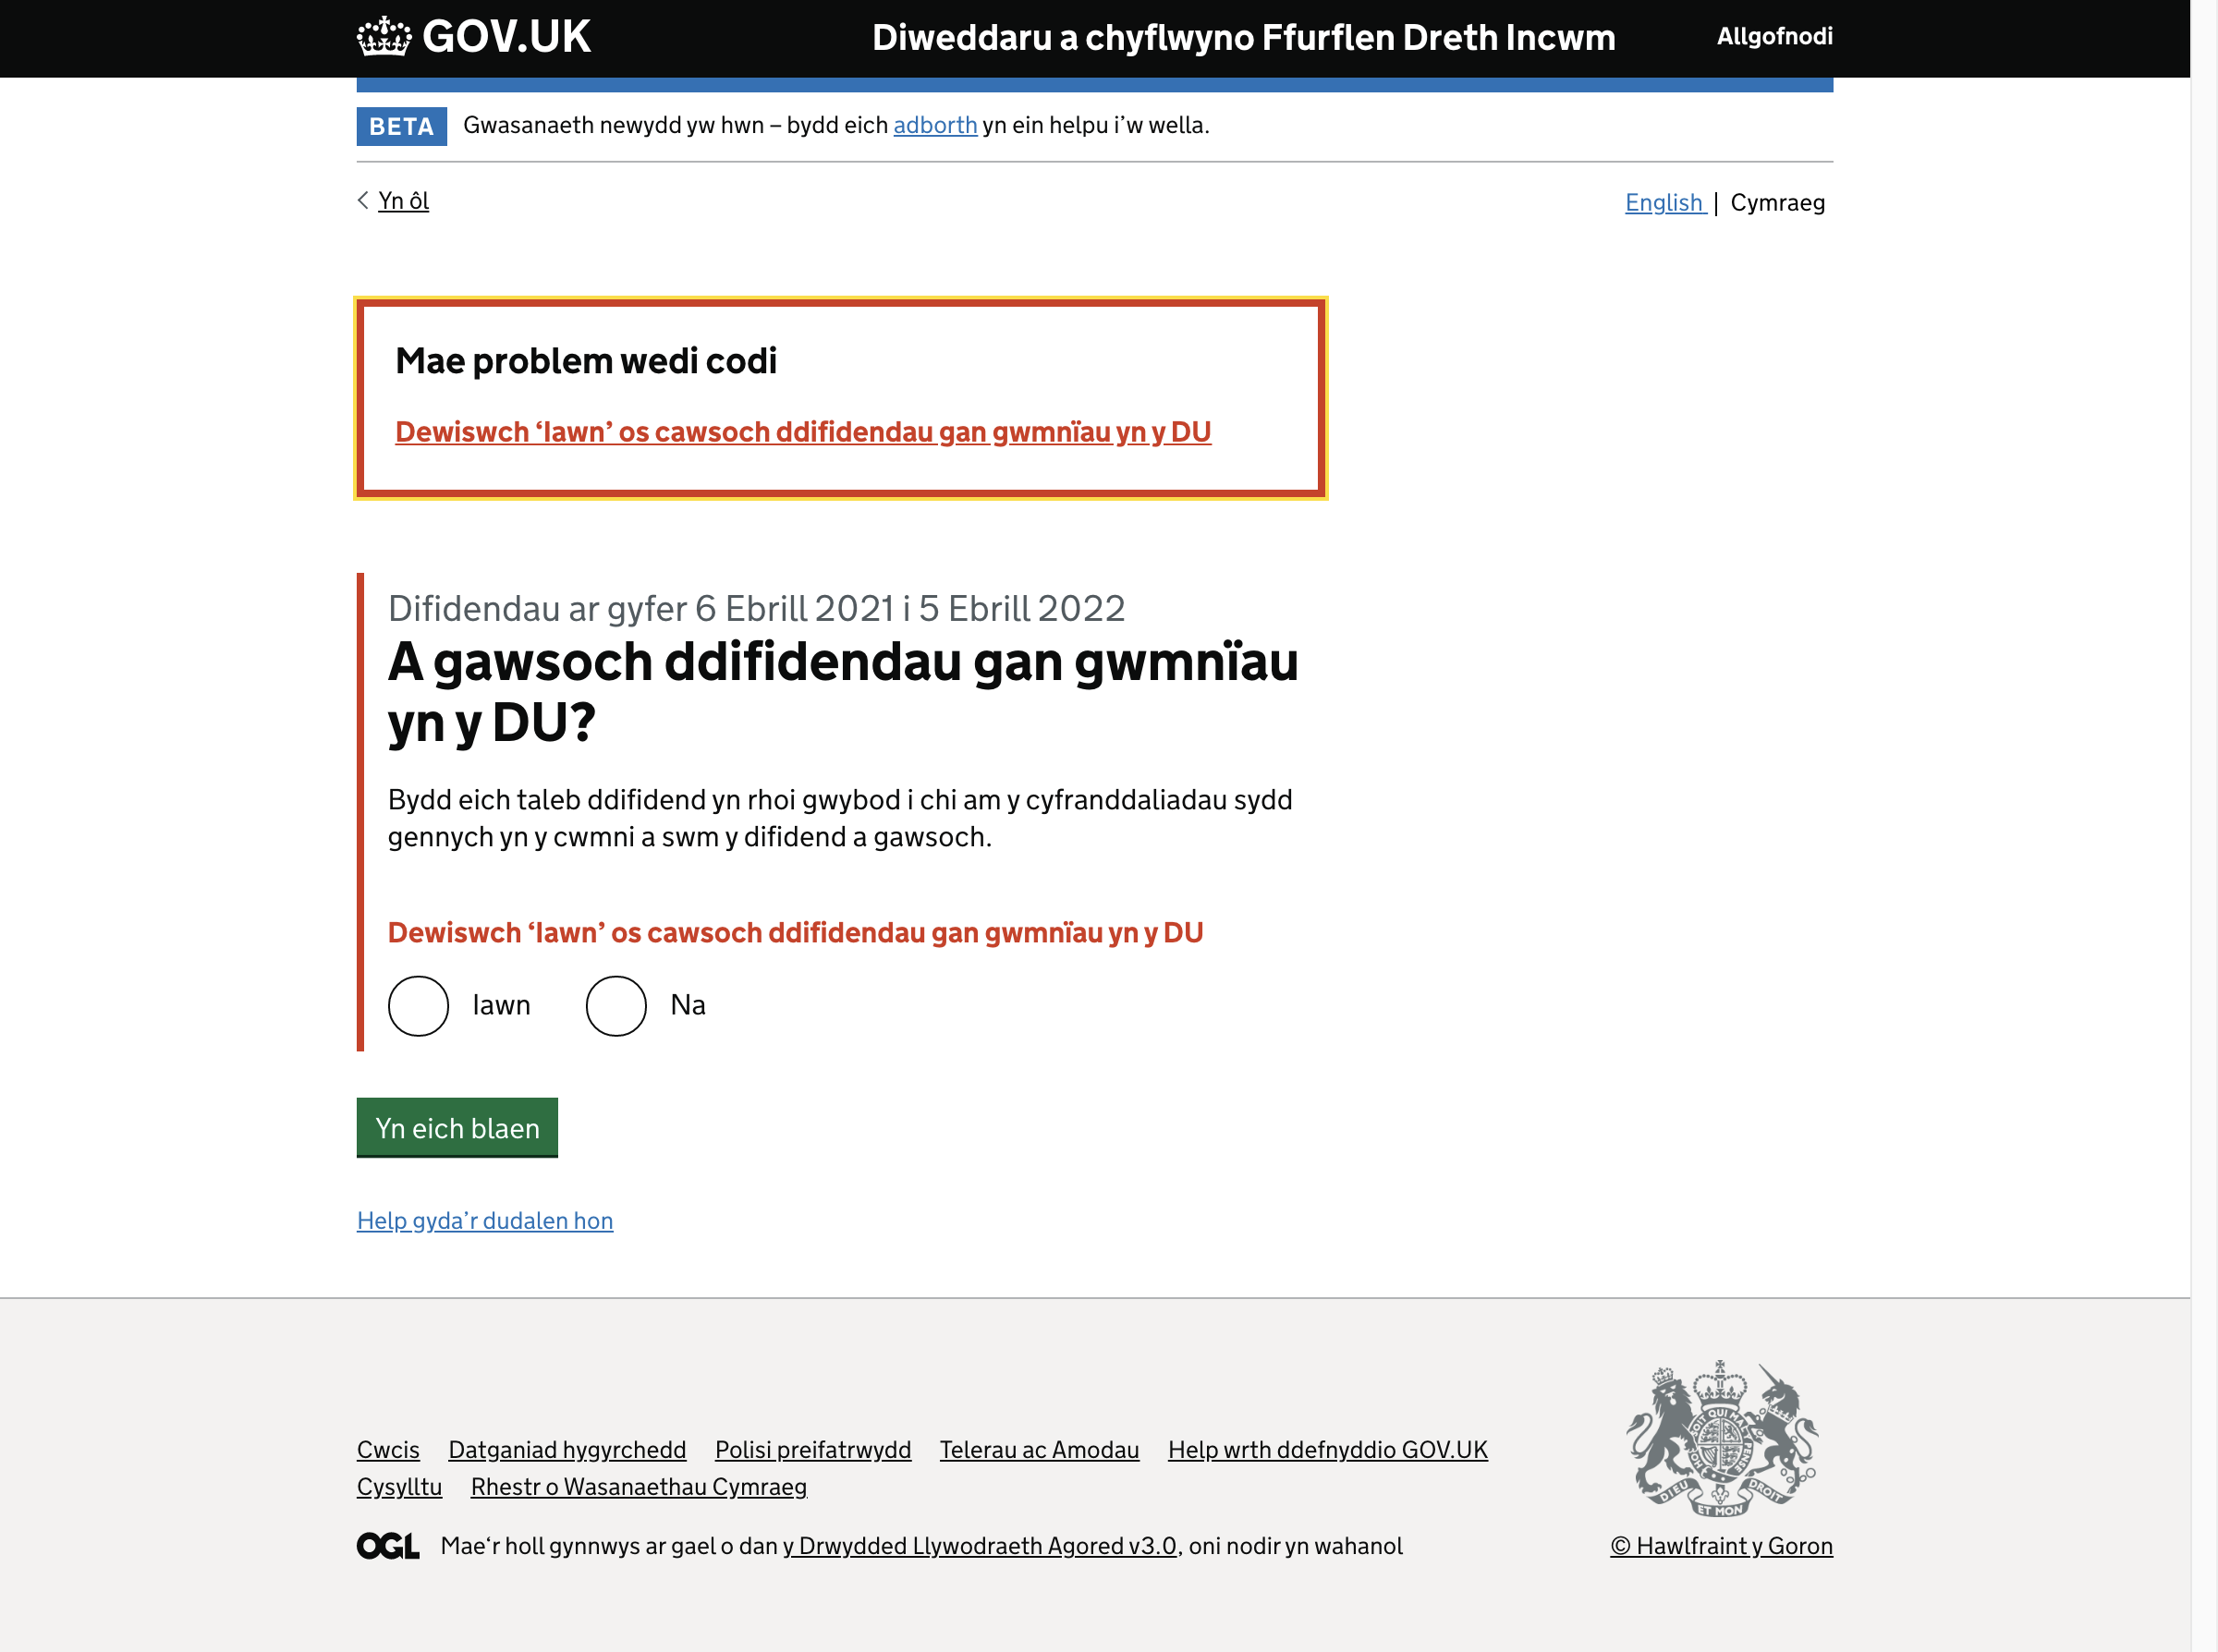 GOV.UK
Diweddaru a chyflwyno Ffurflen Dreth Incwm
Allgofnodi
BETA
Gwasanaeth newydd yw hwn – bydd eich adborth yn ein helpu i’w wella.
Yn ôl
English | Cymraeg
Mae problem wedi codi
Dewiswch ‘Iawn’ os cawsoch ddifidendau gan gwmnïau yn y DU
Difidendau ar gyfer 6 Ebrill 2021 i 5 Ebrill 2022
A gawsoch ddifidendau gan gwmnïau
yn y DU?
Bydd eich taleb ddifidend yn rhoi gwybod i chi am y cyfranddaliadau sydd
gennych yn y cwmni a swm y difidend a gawsoch.
Dewiswch ‘Iawn’ os cawsoch ddifidendau gan gwmnïau yn y DU
Iawn
Na
Yn eich blaen
Help gyda’r dudalen hon
Cwcis Datganiad hygyrchedd Polisi preifatrwydd Telerau ac Amodau Help wrth ddefnyddio GOV.UK
Cysylltu Rhestr o Wasanaethau Cymraeg
OGL Mae‘r holl gynnwys ar gael o dan y Drwydded Llywodraeth Agored v3.0, oni nodir yn wahanol
DIEU ET MON DROIT
© Hawlfraint y Goron